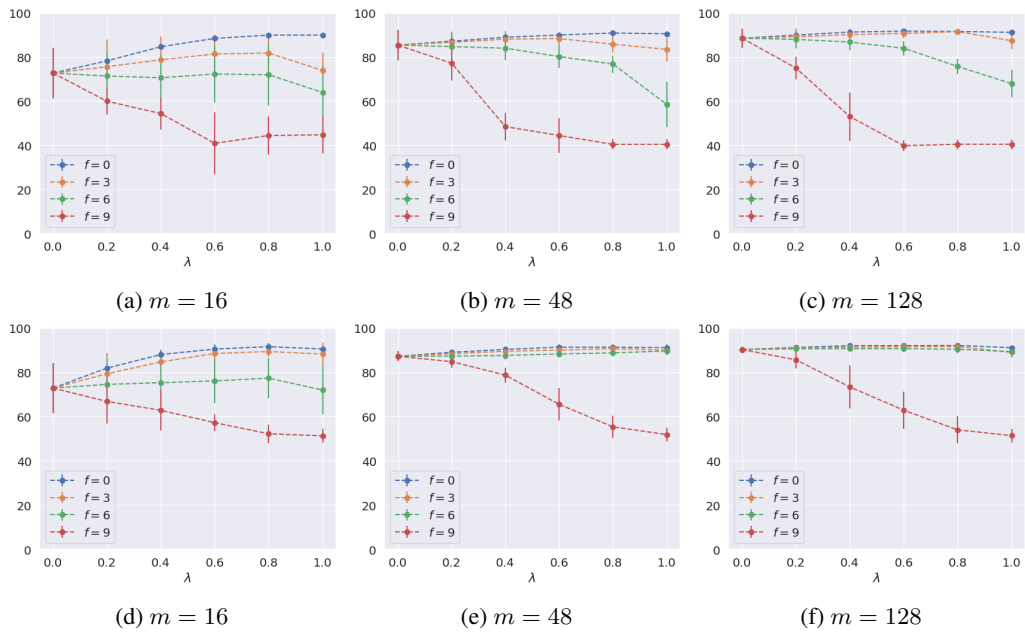 100
80
60
40
20
0
f = 0
f = 3
f = 6
f = 9
0.0 0.2 0.4 0.6 0.8 1.0
λ
(a) m = 16
100
80
60
40
20
0
f = 0
f = 3
f = 6
f = 9
0.0 0.2 0.4 0.6 0.8 1.0
λ
(b) m = 48
100
80
60
40
20
0
f = 0
f = 3
f = 6
f = 9
0.0 0.2 0.4 0.6 0.8 1.0
λ
(c) m = 128
100
80
60
40
20
0
f = 0
f = 3
f = 6
f = 9
0.0 0.2 0.4 0.6 0.8 1.0
λ
(d) m = 16
100
80
60
40
20
0
f = 0
f = 3
f = 6
f = 9
0.0 0.2 0.4 0.6 0.8 1.0
λ
(e) m = 48
100
80
60
40
20
0
f = 0
f = 3
f = 6
f = 9
0.0 0.2 0.4 0.6 0.8 1.0
λ
(f) m = 128